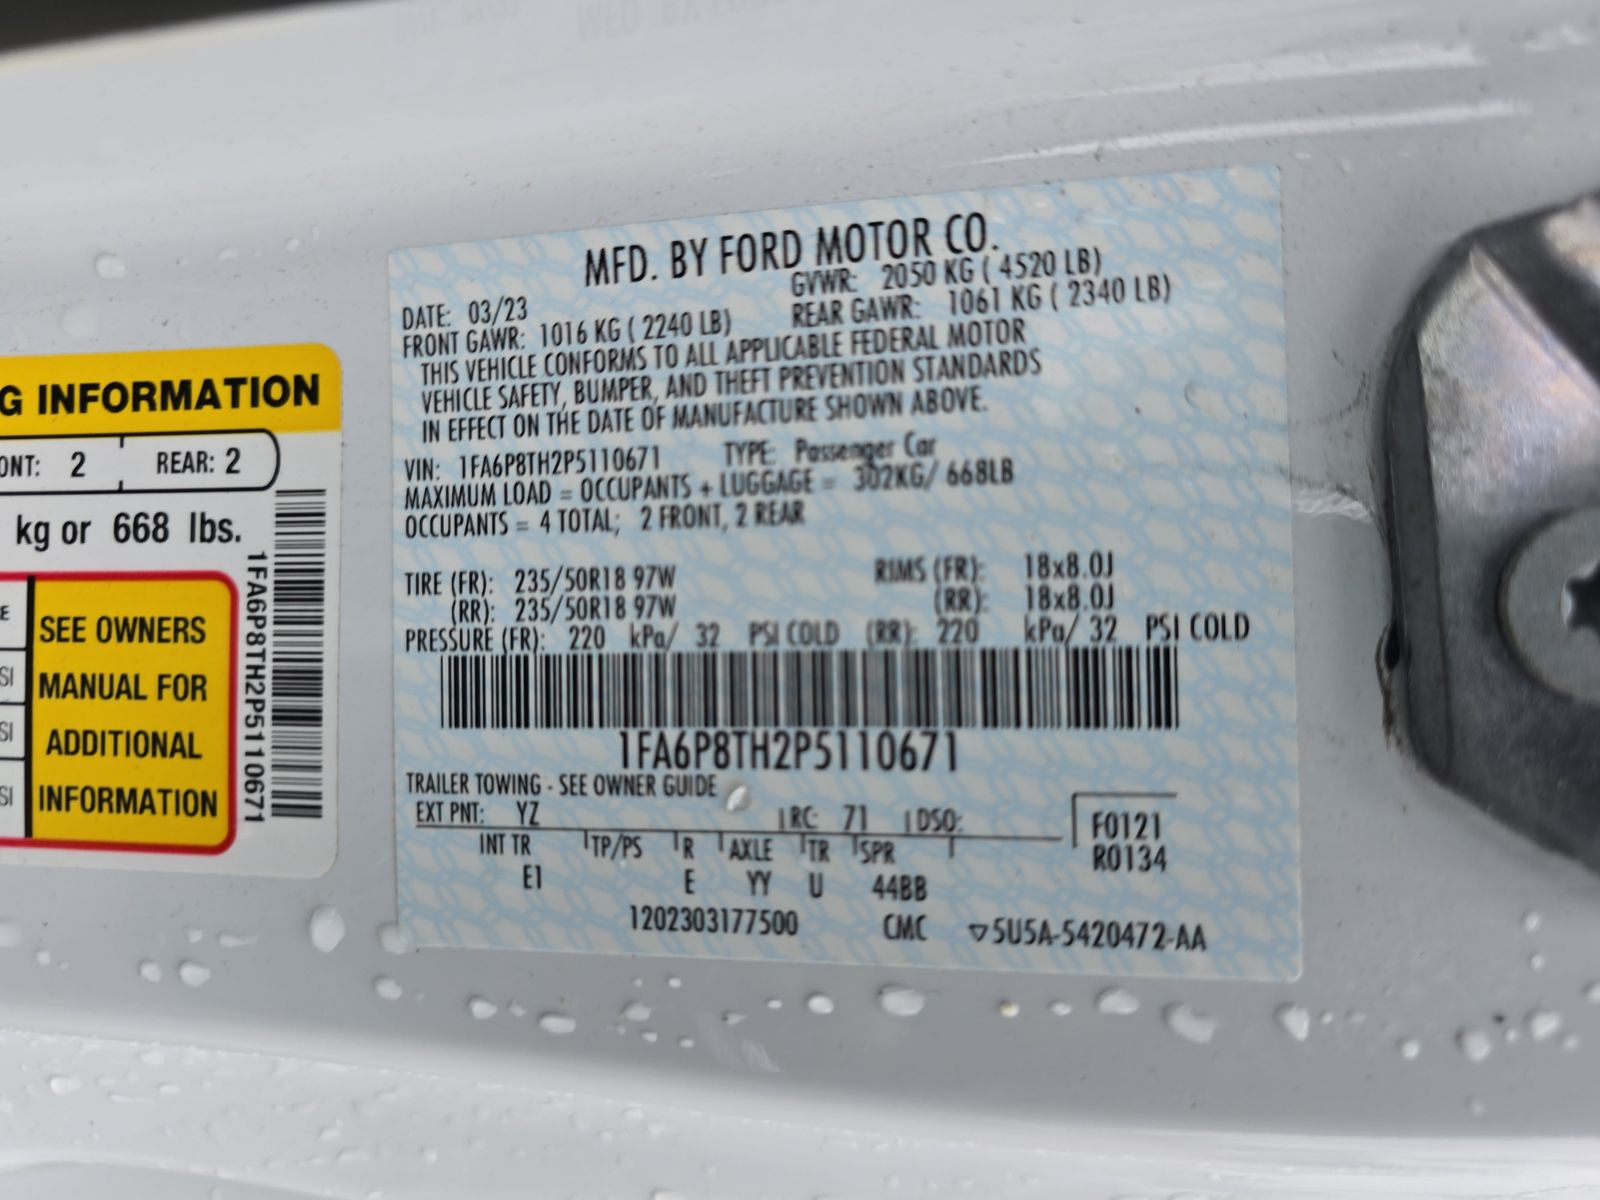 G INFORMATION
ONT: 2 REAR: 2
kg or 668 lbs.
E
SI
SI
SI
SEE OWNERS
MANUAL FOR
ADDITIONAL
INFORMATION
1FA6P8TH2P5110671
MFD. BY FORD MOTOR CO.
DATE: 03/23 GVWR: 2050 KG ( 4520 LB)
FRONT GAWR: 1016 KG ( 2240 LB) REAR GAWR: 1061 KG ( 2340 LB)
THIS VEHICLE CONFORMS TO ALL APPLICABLE FEDERAL MOTOR
VEHICLE SAFETY, BUMPER, AND THEFT PREVENTION STANDARDS
IN EFFECT ON THE DATE OF MANUFACTURE SHOWN ABOVE.
VIN: 1FA6P8TH2P5110671 TYPE: Passenger Car
MAXIMUM LOAD = OCCUPANTS + LUGGAGE = 302KG/ 668LB
OCCUPANTS = 4 TOTAL; 2 FRONT, 2 REAR
TIRE (FR): 235/50R18 97W RIMS (FR): 18x8.0J
(RR): 235/50R18 97W (RR): 18x8.0J
PRESSURE (FR): 220 kPa/ 32 PSI COLD (RR): 220 kPa/ 32 PSI COLD
1FA6P8TH2P5110671
TRAILER TOWING - SEE OWNER GUIDE
EXT PNT: YZ RC: 71 DSO: F0121
INT TR TP/PS R AXLE TR SPR R0134
E1 E YY U 44BB
1202303177500 CMC ▽5U5A-5420472-AA